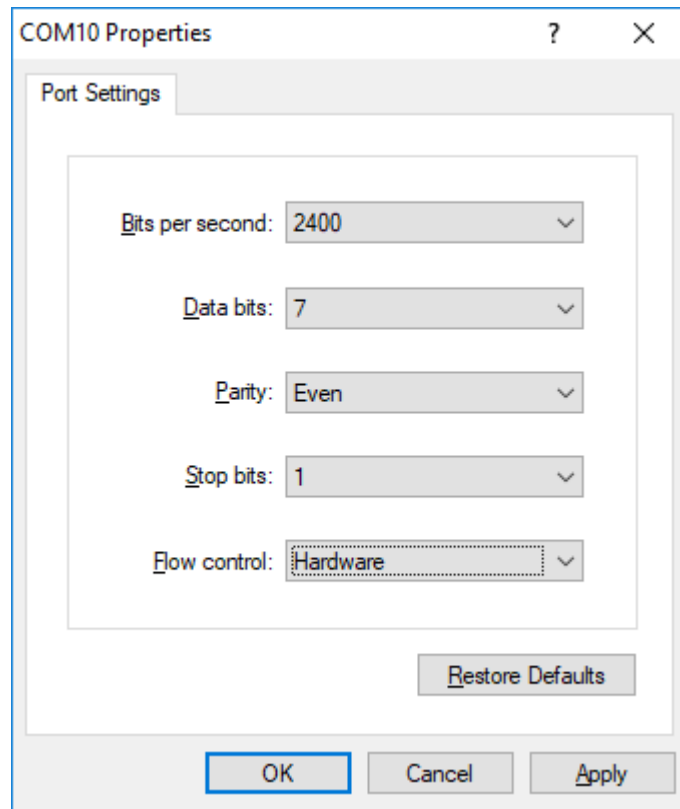 COM10 Properties ?
Port Settings
Bits per second: 2400
Data bits: 7
Parity: Even
Stop bits: 1
Flow control: Hardware
Restore Defaults
OK Cancel Apply